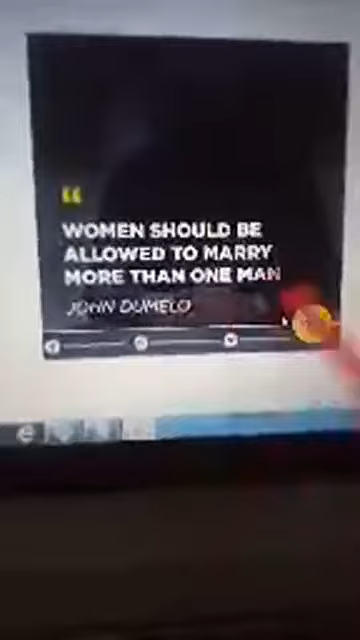 “
WOMEN SHOULD BE
ALLOWED TO MARRY
MORE THAN ONE MAN
JOHN DUMELO